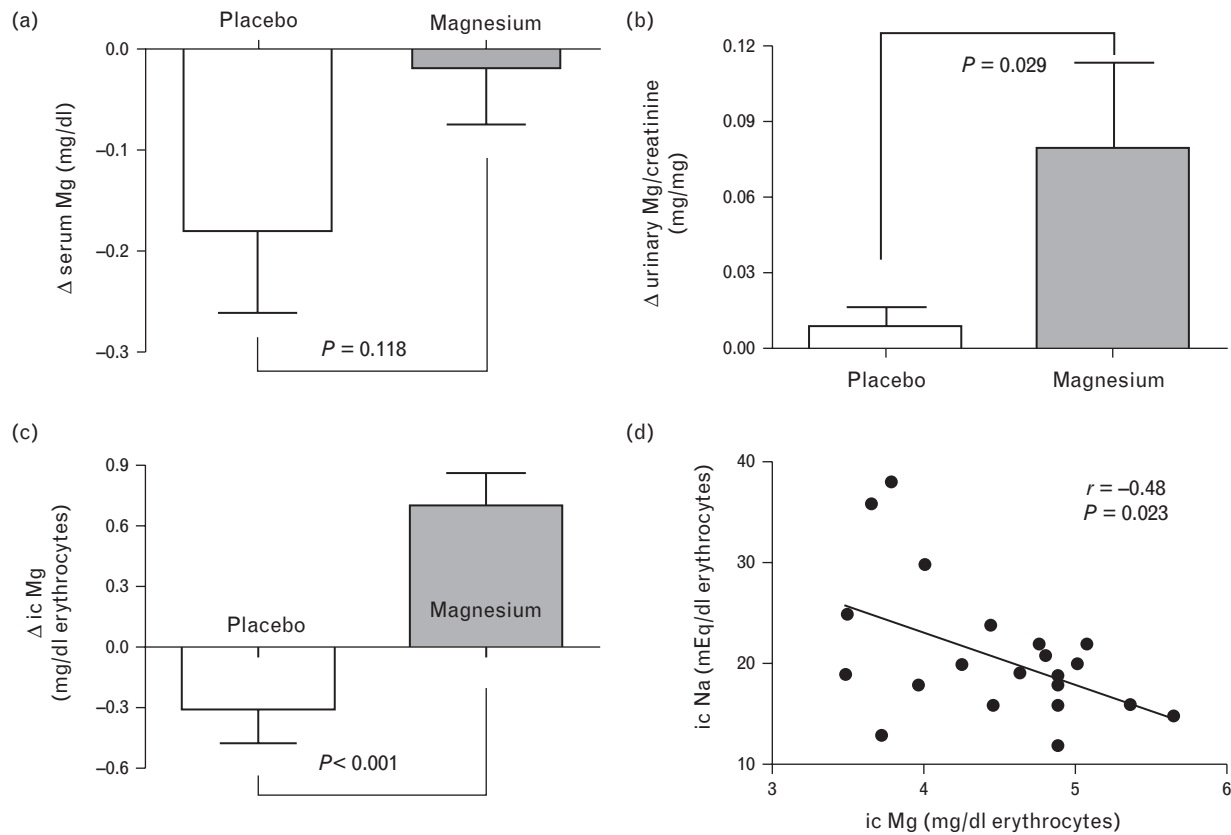 (a)
Placebo
Magnesium
0.0
–0.1
–0.2
–0.3
Δ serum Mg (mg/dl)
P = 0.118
(b)
0.12
0.09
0.06
0.03
0.00
Δ urinary Mg/creatinine
(mg/mg)
P = 0.029
Placebo
Magnesium
(c)
0.9
0.6
0.3
0.0
–0.3
–0.6
Δ ic Mg
(mg/dl erythrocytes)
Placebo
Magnesium
P< 0.001
(d)
40
30
20
10
ic Na (mEq/dl erythrocytes)
r = –0.48
P = 0.023
3
4
5
6
ic Mg (mg/dl erythrocytes)